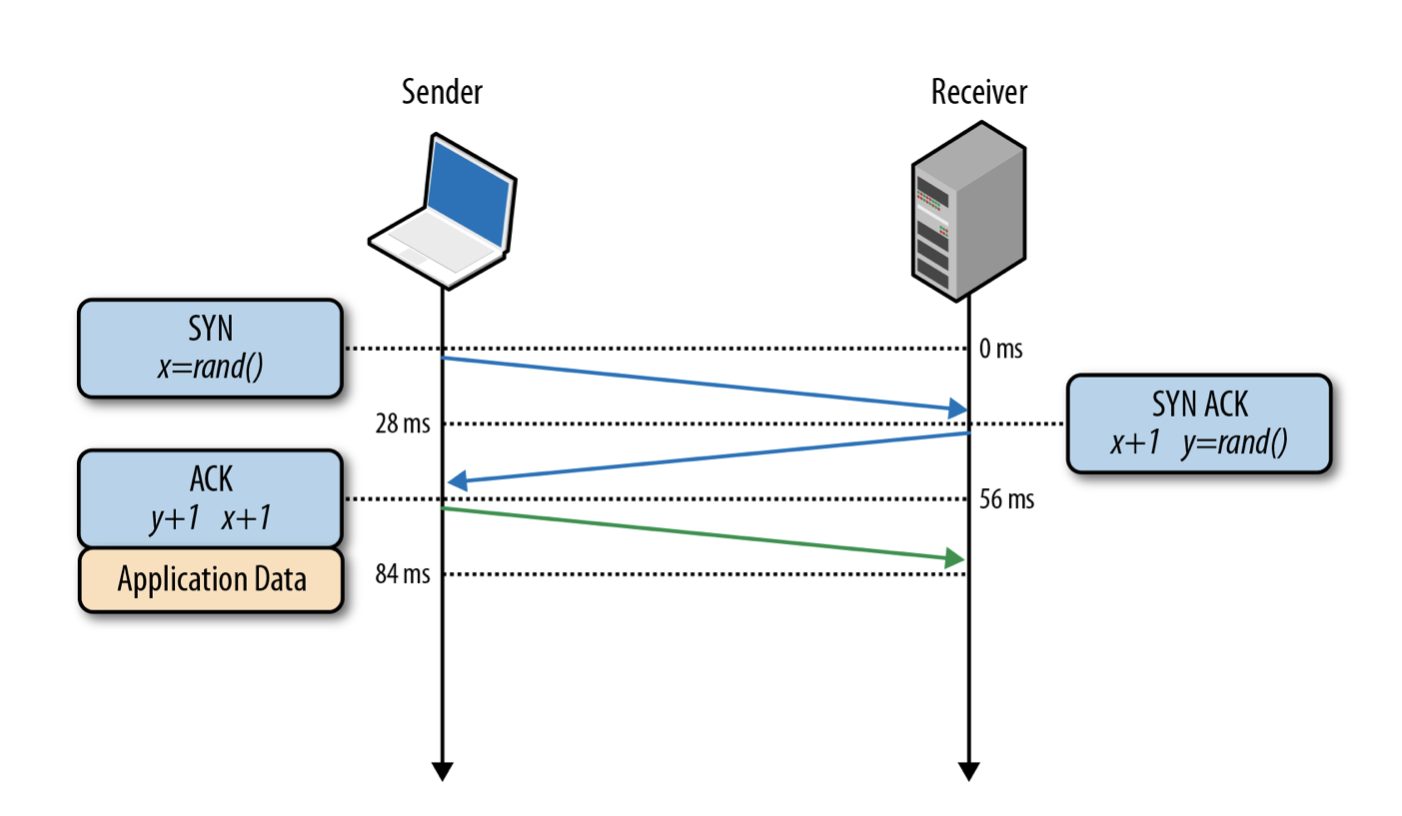 Sender
Receiver
SYN
x=rand()
0 ms
28 ms
SYN ACK
x+1 y=rand()
ACK
y+1 x+1
56 ms
Application Data
84 ms